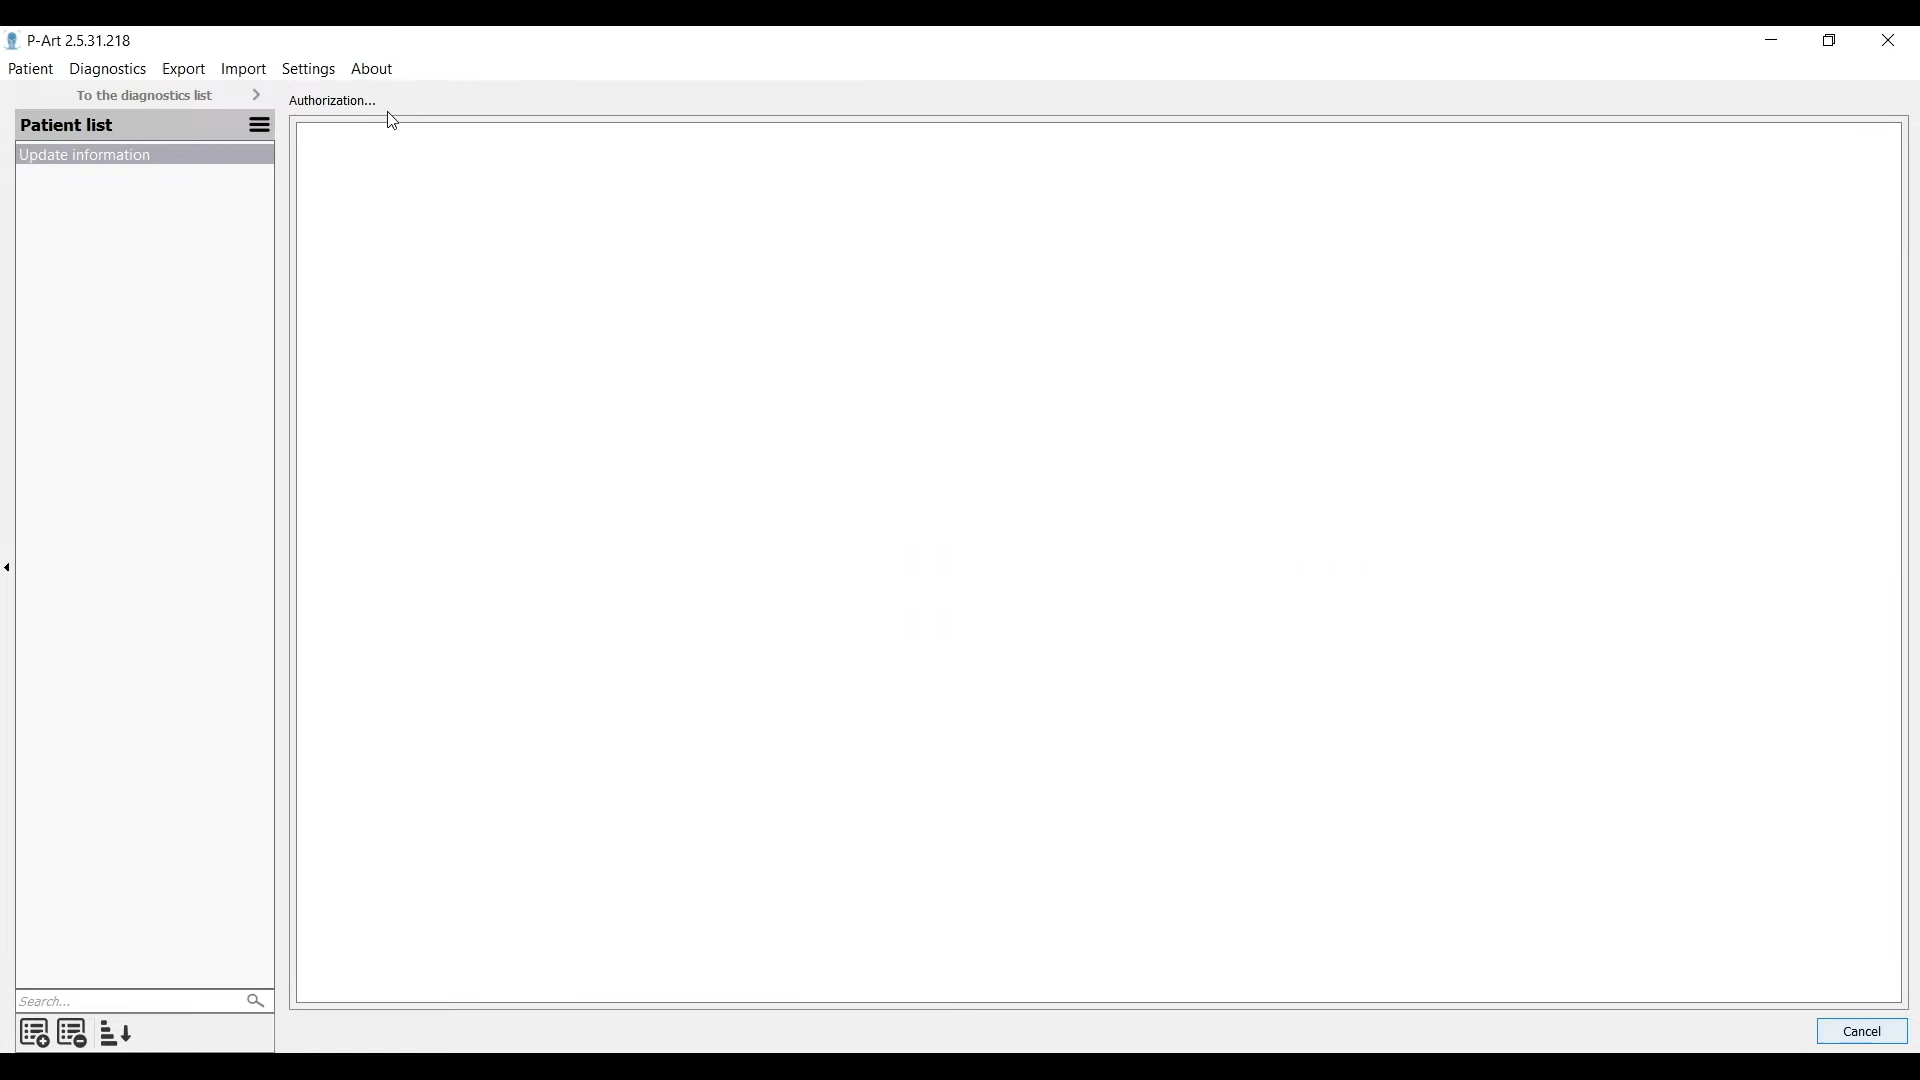 P-Art 2.5.31.218
Patient Diagnostics Export Import Settings About
To the diagnostics list
Authorization...
Patient list
Update information
Search...
Cancel